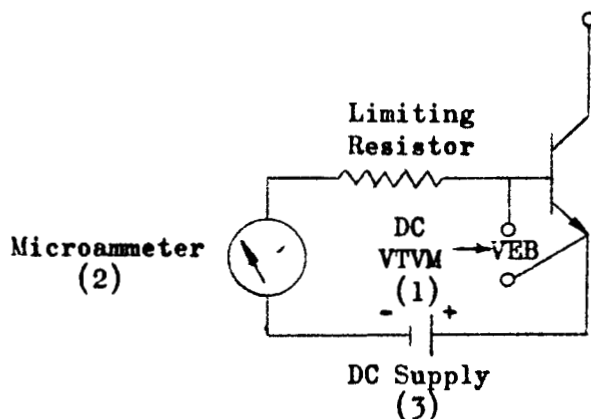 Limiting
Resistor
Microammeter
(2)
DC
VTVM
(1)
VEB
- +
DC Supply
(3)